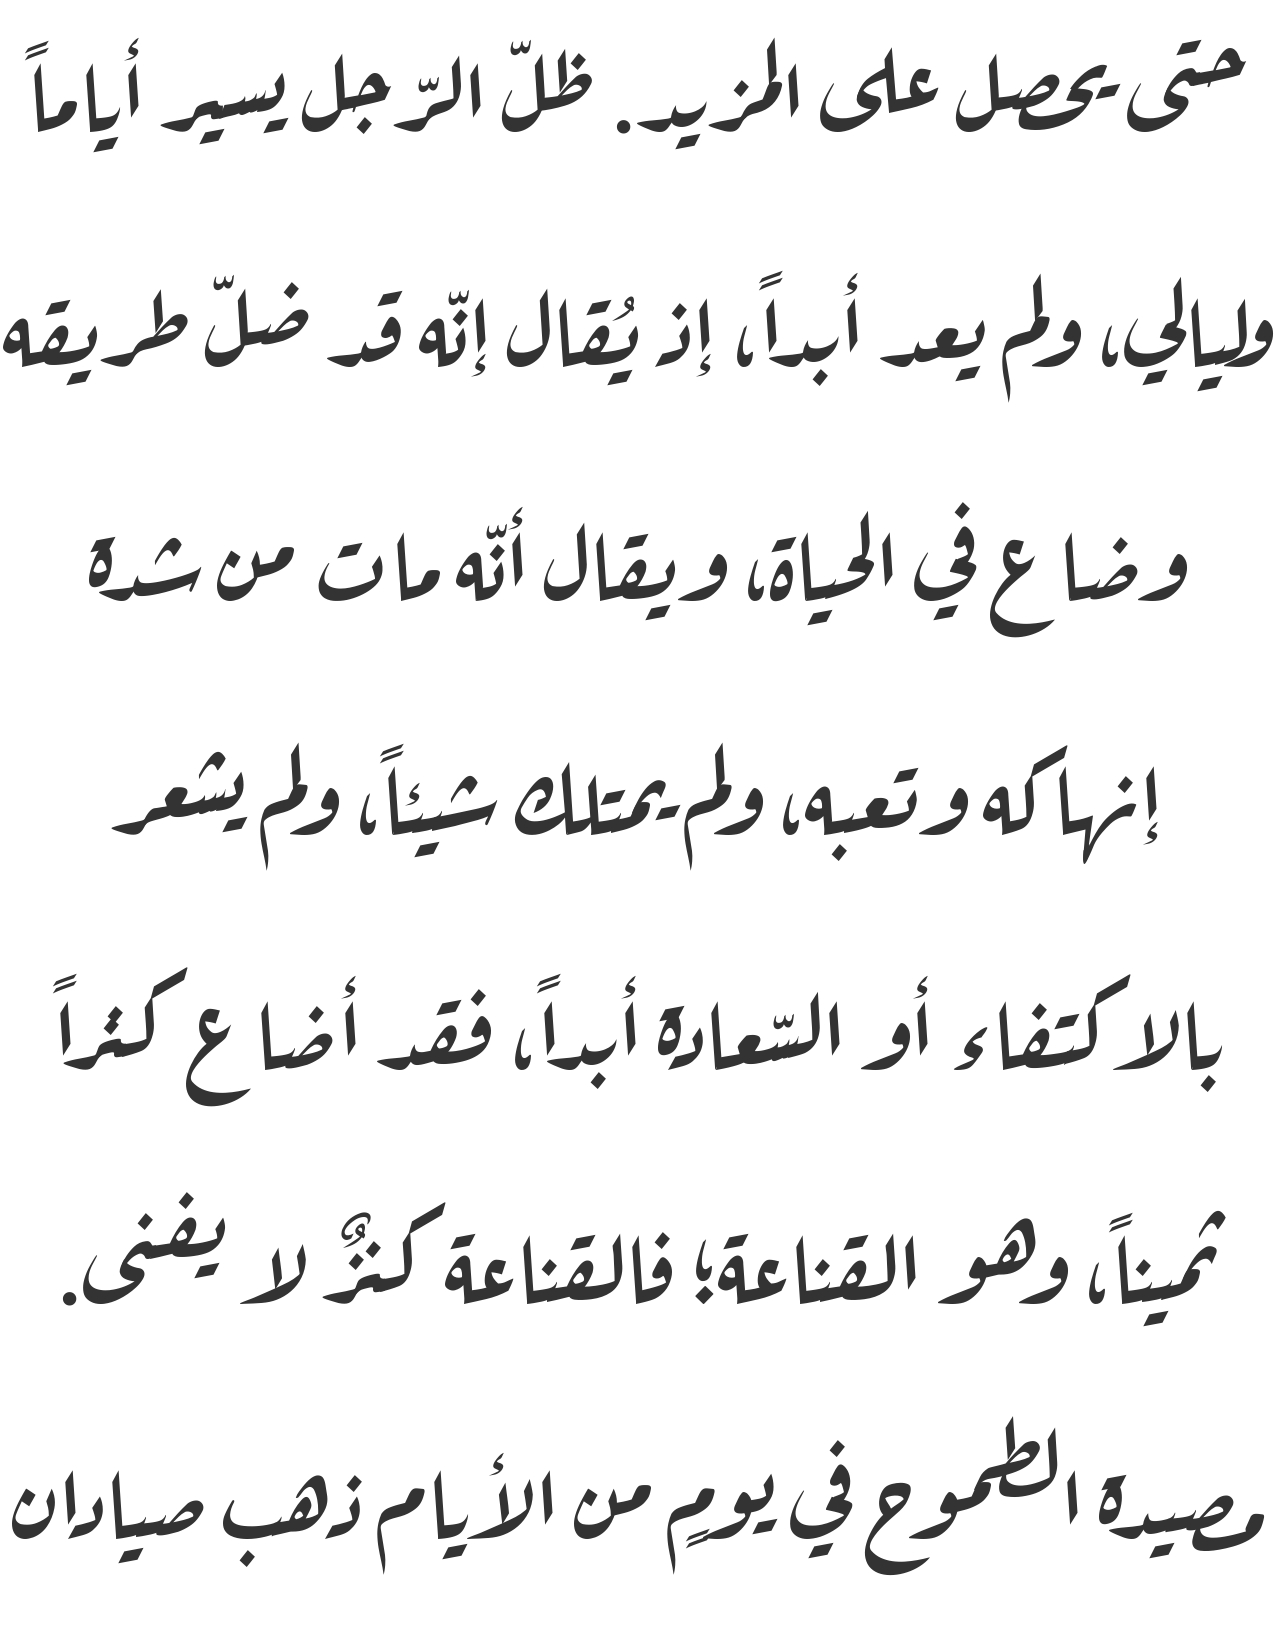 حتى يحصل على المزيد. ظلّ الرّجل يسير أياماً
وليالي، ولم يعد أبداً، إذ يُقال إنّه قد ضلّ طريقه
وضاع في الحياة، ويقال أنّه مات من شدة
إنهاكه وتعبه، ولم يمتلك شيئاً، ولم يشعر
بالاكتفاء أو السّعادة أبداً، فقد أضاع كنزاً
ثميناً، وهو القناعة؛ فالقناعة كنزٌ لا يفنى.
مصيدة الطموح في يومٍ من الأيام ذهب صيادان